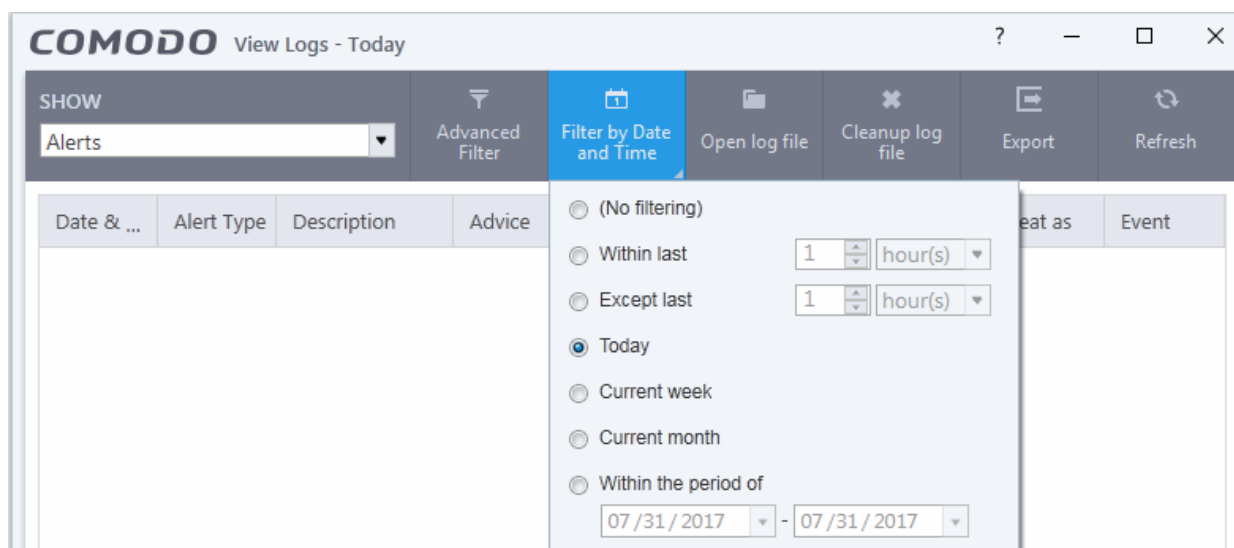 COMODO View Logs - Today ?
SHOW
Alerts
Advanced
Filter
1
Filter by Date
and Time
Open log file
Cleanup log
file
Export
Refresh
Date & ... Alert Type Description Advice eat as Event
(No filtering)
Within last 1 hour(s)
Except last 1 hour(s)
Today
Current week
Current month
Within the period of
07/31/2017 - 07/31/2017